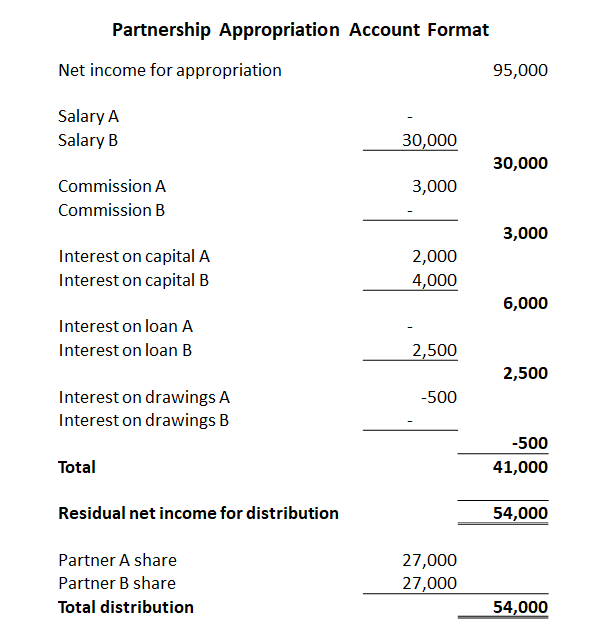 Partnership Appropriation Account Format
Net income for appropriation 95,000
Salary A -
Salary B 30,000
30,000
Commission A 3,000
Commission B -
3,000
Interest on capital A 2,000
Interest on capital B 4,000
6,000
Interest on loan A -
Interest on loan B 2,500
2,500
Interest on drawings A -500
Interest on drawings B -
-500
Total 41,000
Residual net income for distribution 54,000
Partner A share 27,000
Partner B share 27,000
Total distribution 54,000